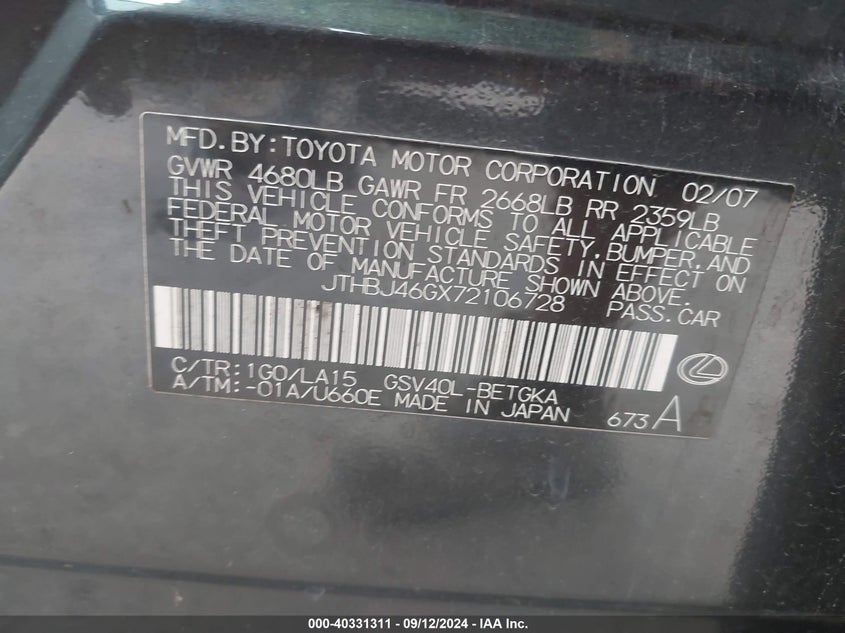 MFD.BY:TOYOTA MOTOR CORPORATION 02/07
GVWR 4680LB GAWR FR 2668LB RR 2359LB
THIS VEHICLE CONFORMS TO ALL APPLICABLE
FEDERAL MOTOR VEHICLE SAFETY,BUMPER,AND
THEFT PREVENTION STANDARDS IN EFFECT ON
THE DATE OF MANUFACTURE SHOWN ABOVE.
JTHBJ46GX72106728 PASS.CAR
C/TR:1G0/LA15 GSV40L-BETGKA
A/TM:-01A/U660E MADE IN JAPAN 673A
000-40331311 - 09/12/2024 - IAA Inc.